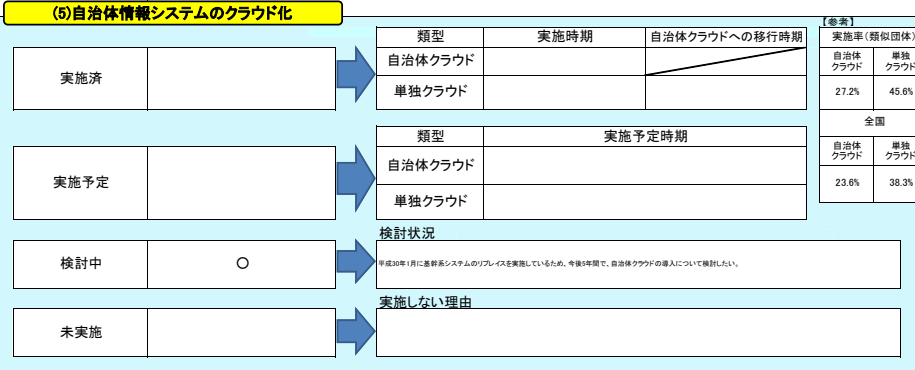 (5)自治体情報システムのクラウド化
【参考】
類型 実施時期 自治体クラウドへの移行時期
実施率(類似団体)
実施済
自治体クラウド
単独クラウド
自治体
クラウド
単独
クラウド
27.2% 45.6%
全国
自治体
クラウド
単独
クラウド
23.6% 38.3%
類型 実施予定時期
実施予定
自治体クラウド
単独クラウド
検討状況
検討中 〇
平成30年1月に基幹系システムのリプレイスを実施しているため、今後5年間で、自治体クラウドの導入について検討したい。
実施しない理由
未実施